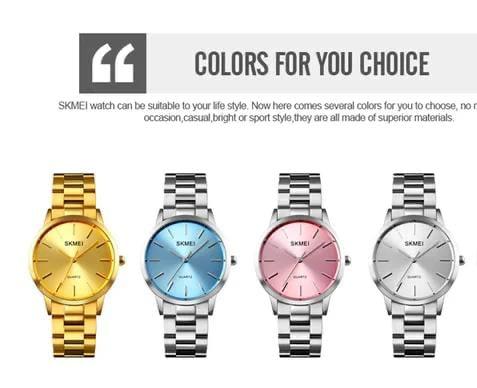 COLORS FOR YOU CHOICE
SKMEI watch can be suitable to your life style. Now here comes several colors for you to choose, no
occasion,casual,bright or sport style,they are all made of superior materials.
SKMEI SKMEI SKMEI SKMEI
QUARTZ QUARTZ QUARTZ QUARTZ